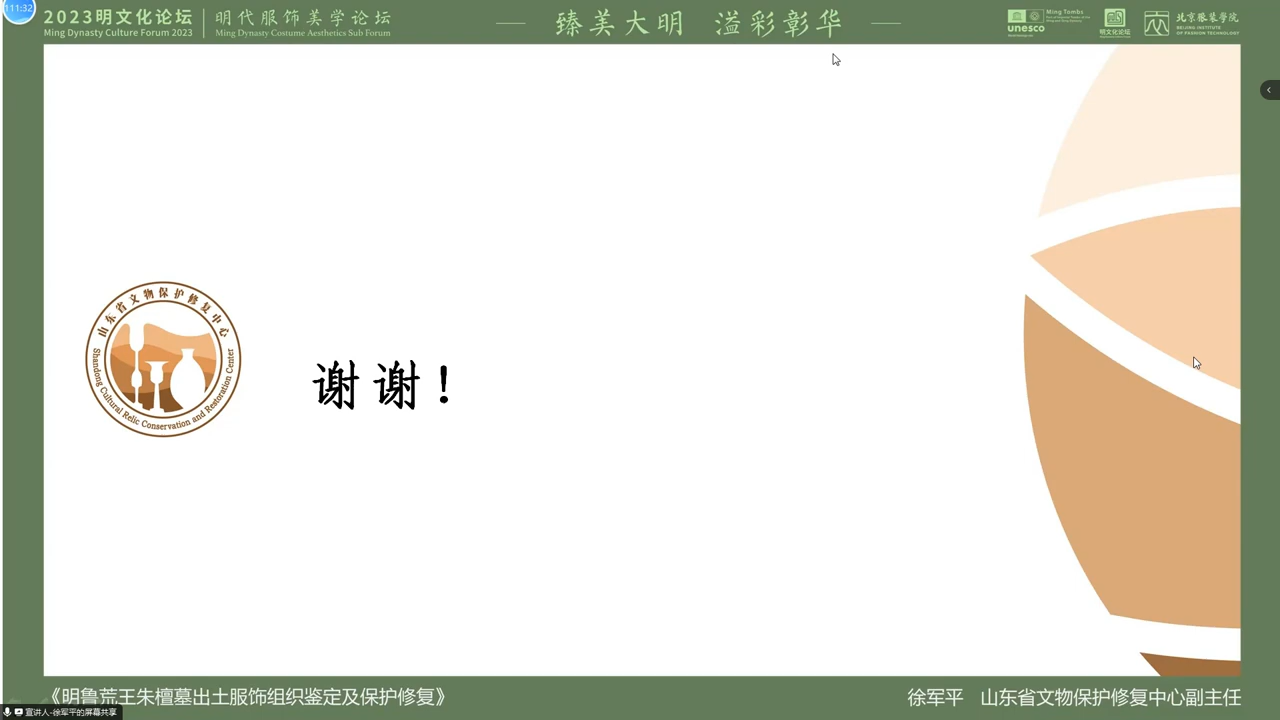 111:32
2023明文化论坛
Ming Dynasty Culture Forum 2023
明代服饰美学论坛
Ming Dynasty Costume Aesthetics Sub Forum
臻美大明 溢彩彰华
unesco
Ming Tombs
明文化论坛
北京服装学院
BEIJING INSTITUTE
OF FASHION TECHNOLOGY
山东省文物保护修复中心
Shandong Cultural Relic Conservation and Restoration Center
谢谢！
《明鲁荒王朱檀墓出土服饰组织鉴定及保护修复》
徐军平 山东省文物保护修复中心副主任
宣讲人-徐军平的屏幕共享